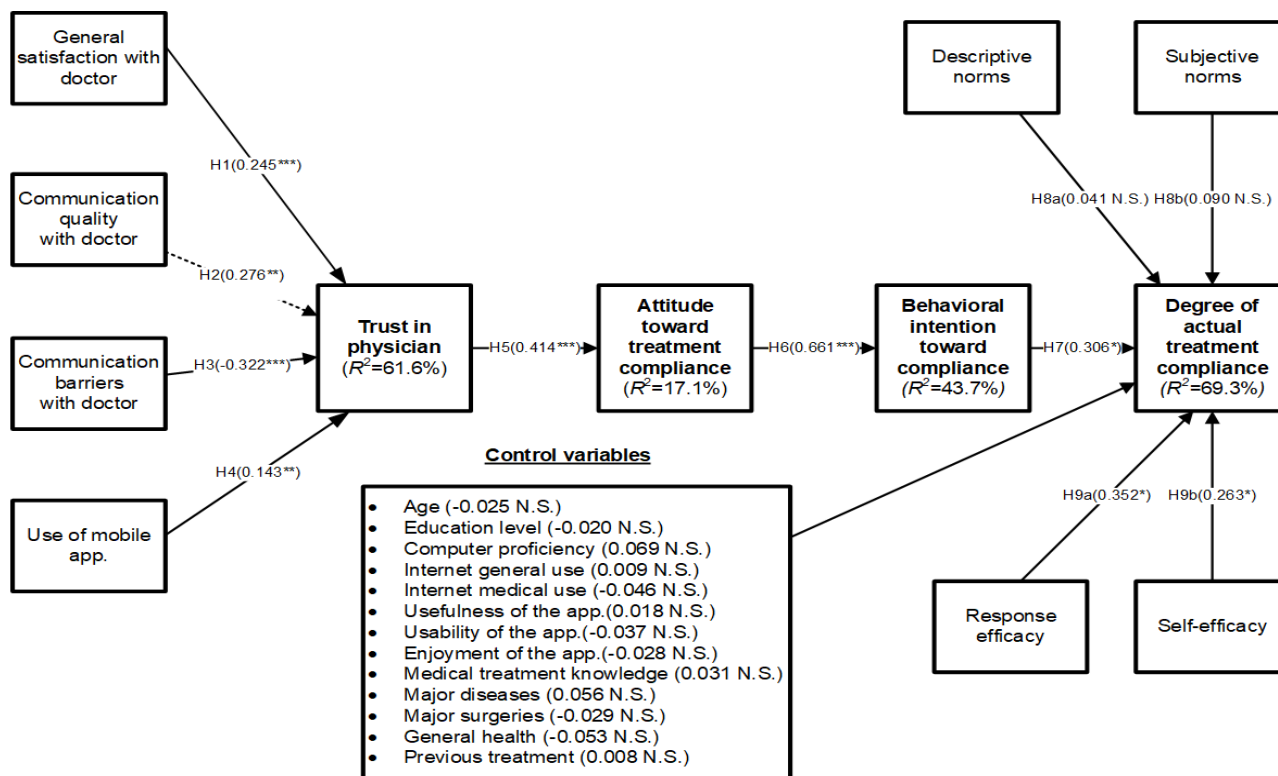 General
satisfaction with
doctor
Descriptive
norms
Subjective
norms
H1(0.245***)
Communication
quality
with doctor
H8a(0.041 N.S.)
H8b(0.090 N.S.)
H2(0.276**)
Trust in
physician
(R²=61.6%)
H5(0.414***)
Attitude
toward
treatment
compliance
(R²=17.1%)
H6(0.661***)
Behavioral
intention
toward
compliance
(R²=43.7%)
H7(0.306*)
Degree of
actual
treatment
compliance
(R²=69.3%)
Communication
barriers
with doctor
H3(-0.322***)
H4(0.143**)
Use of mobile
app.
Control variables
• Age (-0.025 N.S.)
• Education level (-0.020 N.S.)
• Computer proficiency (0.069 N.S.)
• Internet general use (0.009 N.S.)
• Internet medical use (-0.046 N.S.)
• Usefulness of the app.(0.018 N.S.)
• Usability of the app.(-0.037 N.S.)
• Enjoyment of the app.(-0.028 N.S.)
• Medical treatment knowledge (0.031 N.S.)
• Major diseases (0.056 N.S.)
• Major surgeries (-0.029 N.S.)
• General health (-0.053 N.S.)
• Previous treatment (0.008 N.S.)
H9a(0.352*)
H9b(0.263*)
Response
efficacy
Self-efficacy